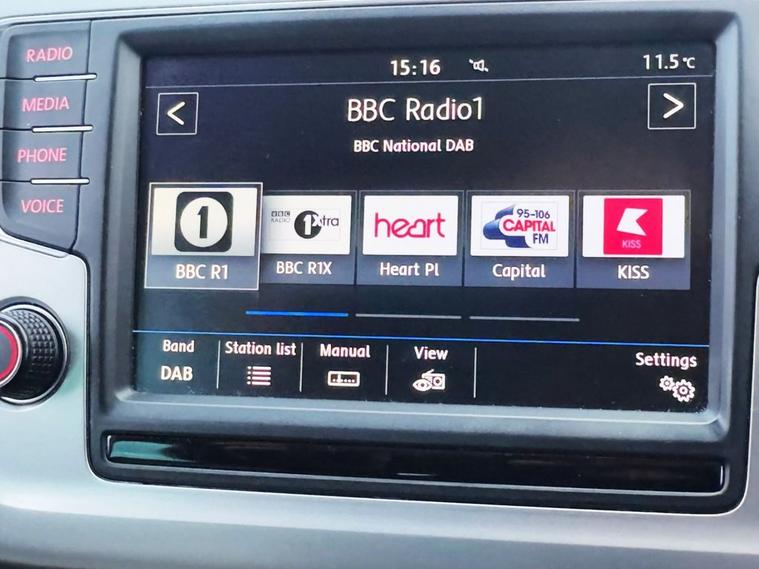 RADIO
MEDIA
PHONE
VOICE
15:16
11.5°C
<
BBC Radio1
>
BBC National DAB
1
BBC RADIO 1Xtra
heart
95-106 CAPITAL FM
KISS
BBC R1
BBC R1X
Heart Pl
Capital
KISS
Band
Station list
Manual
View
Settings
DAB